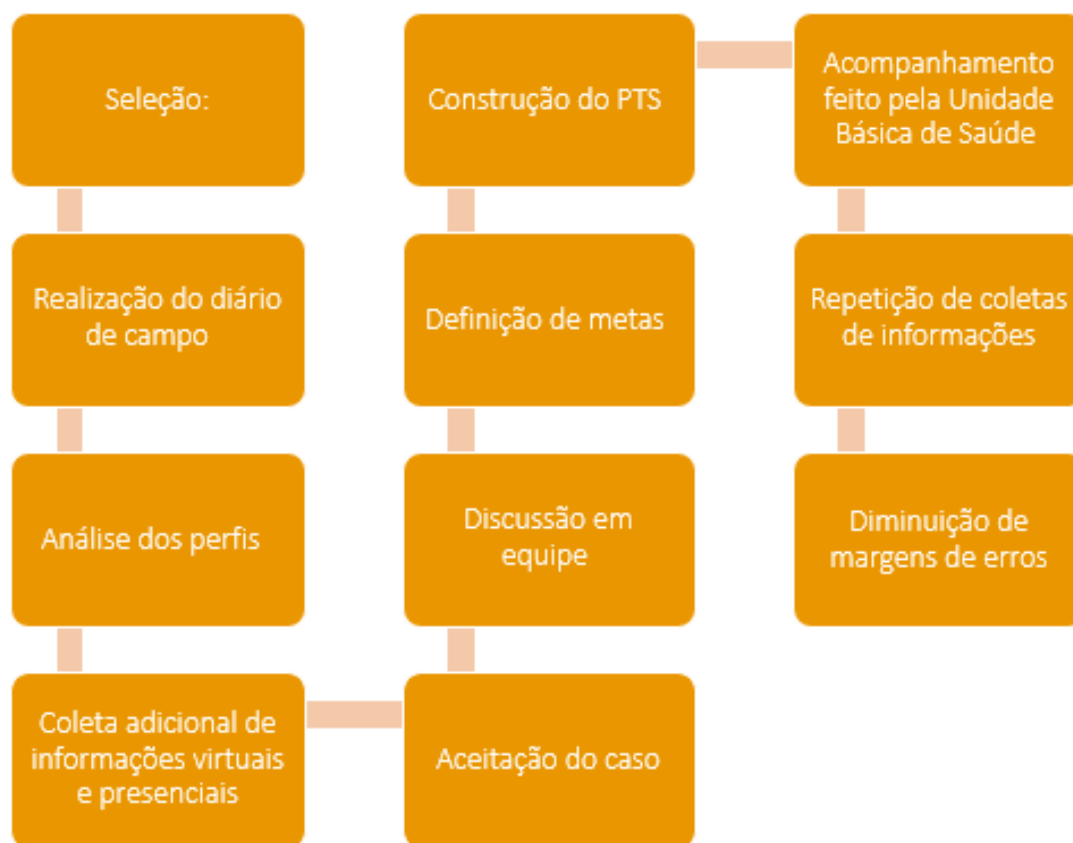 Seleção:
Realização do diário
de campo
Análise dos perfis
Coleta adicional de
informações virtuais
e presenciais
Aceitação do caso
Discussão em
equipe
Definição de metas
Construção do PTS
Acompanhamento
feito pela Unidade
Básica de Saúde
Repetição de coletas
de informações
Diminuição de
margens de erros